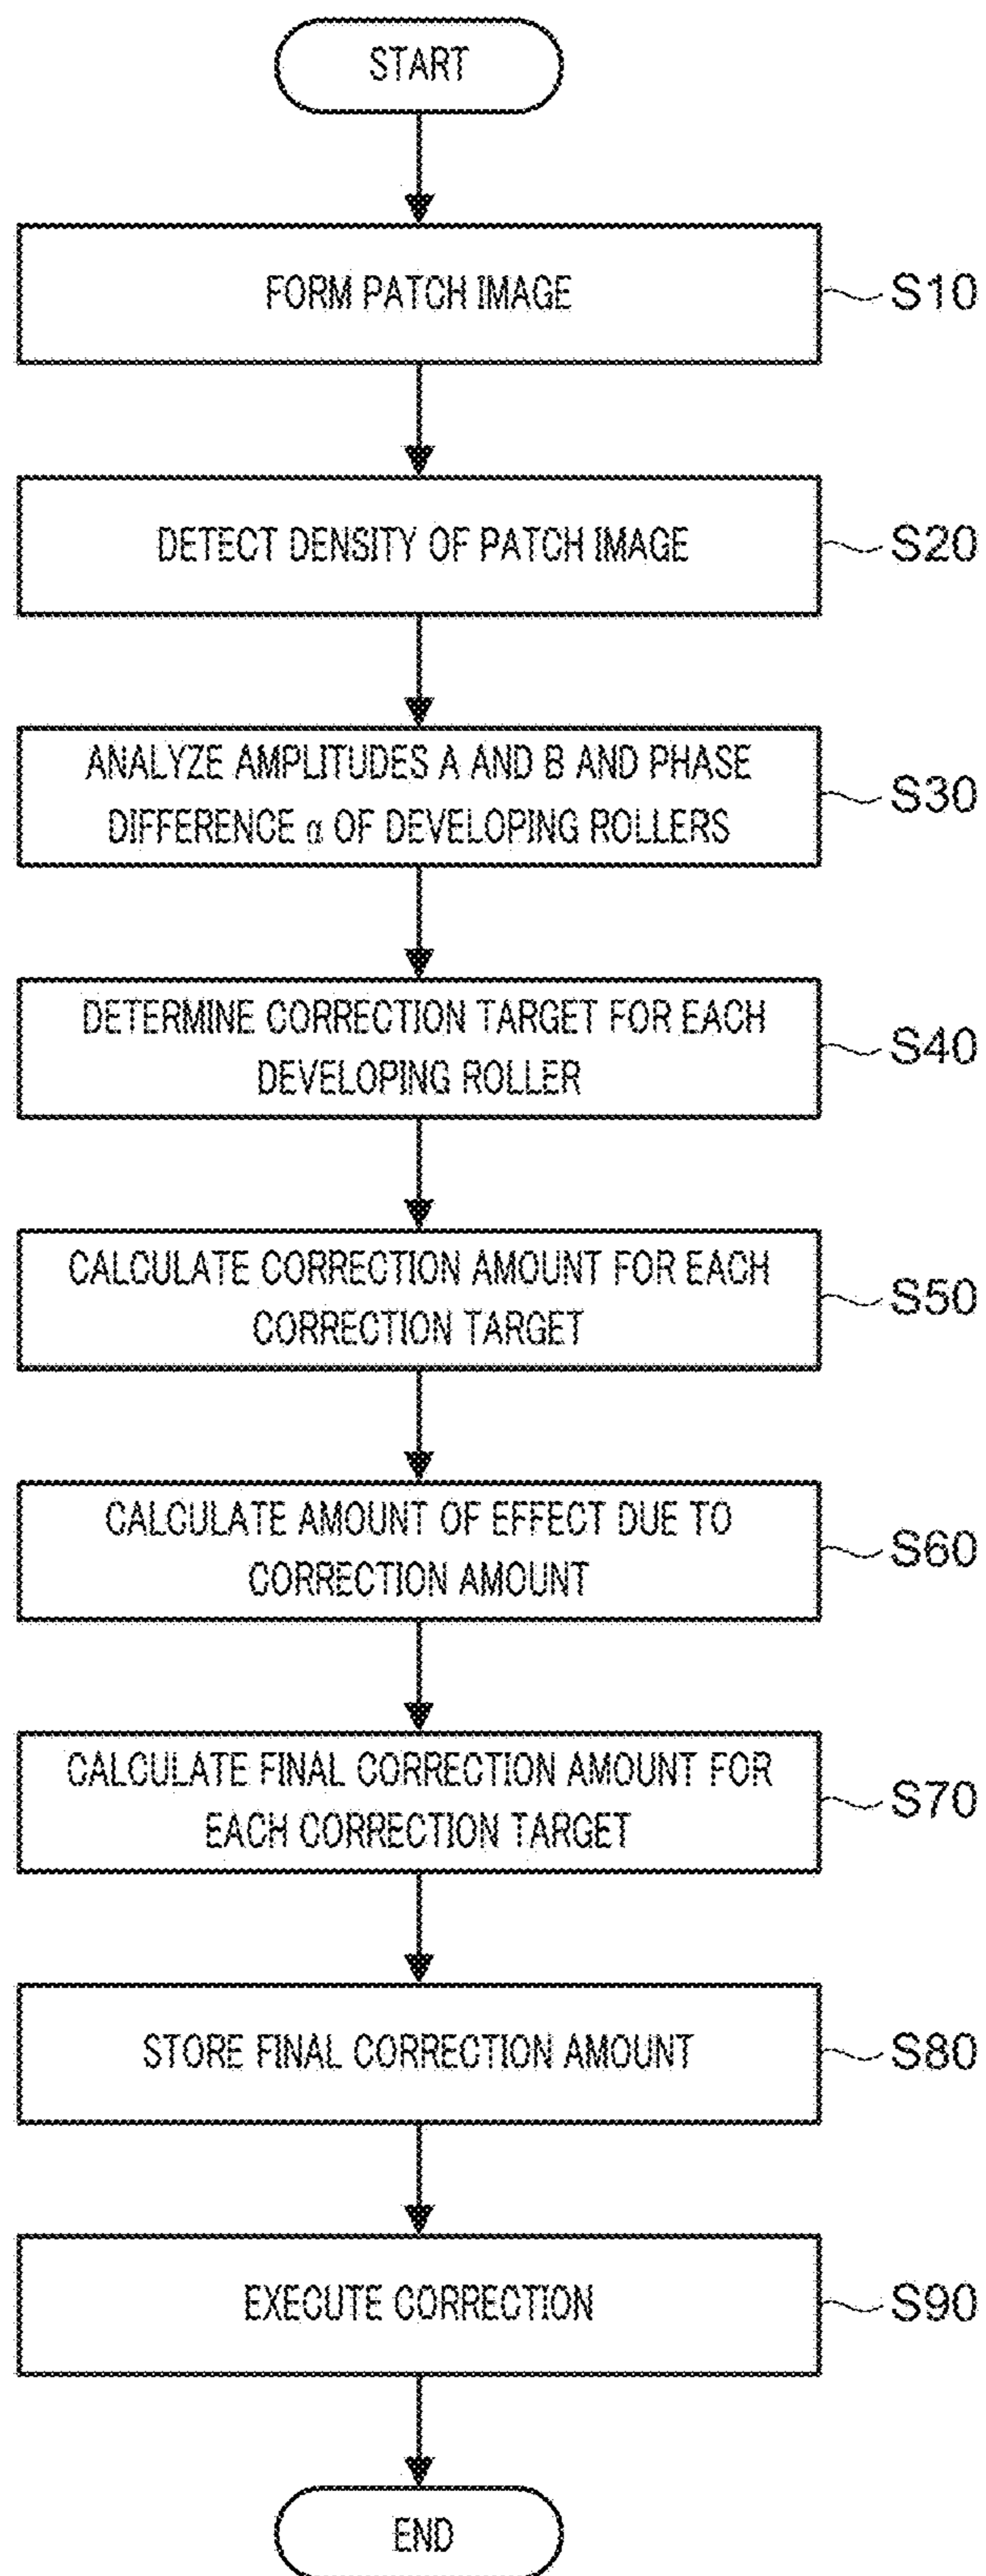 START
FORM PATCH IMAGE
S10
DETECT DENSITY OF PATCH IMAGE
S20
ANALYZE AMPLITUDES A AND B AND PHASE
DIFFERENCE α OF DEVELOPING ROLLERS
S30
DETERMINE CORRECTION TARGET FOR EACH
DEVELOPING ROLLER
S40
CALCULATE CORRECTION AMOUNT FOR EACH
CORRECTION TARGET
S50
CALCULATE AMOUNT OF EFFECT DUE TO
CORRECTION AMOUNT
S60
CALCULATE FINAL CORRECTION AMOUNT FOR
EACH CORRECTION TARGET
S70
STORE FINAL CORRECTION AMOUNT
S80
EXECUTE CORRECTION
S90
END